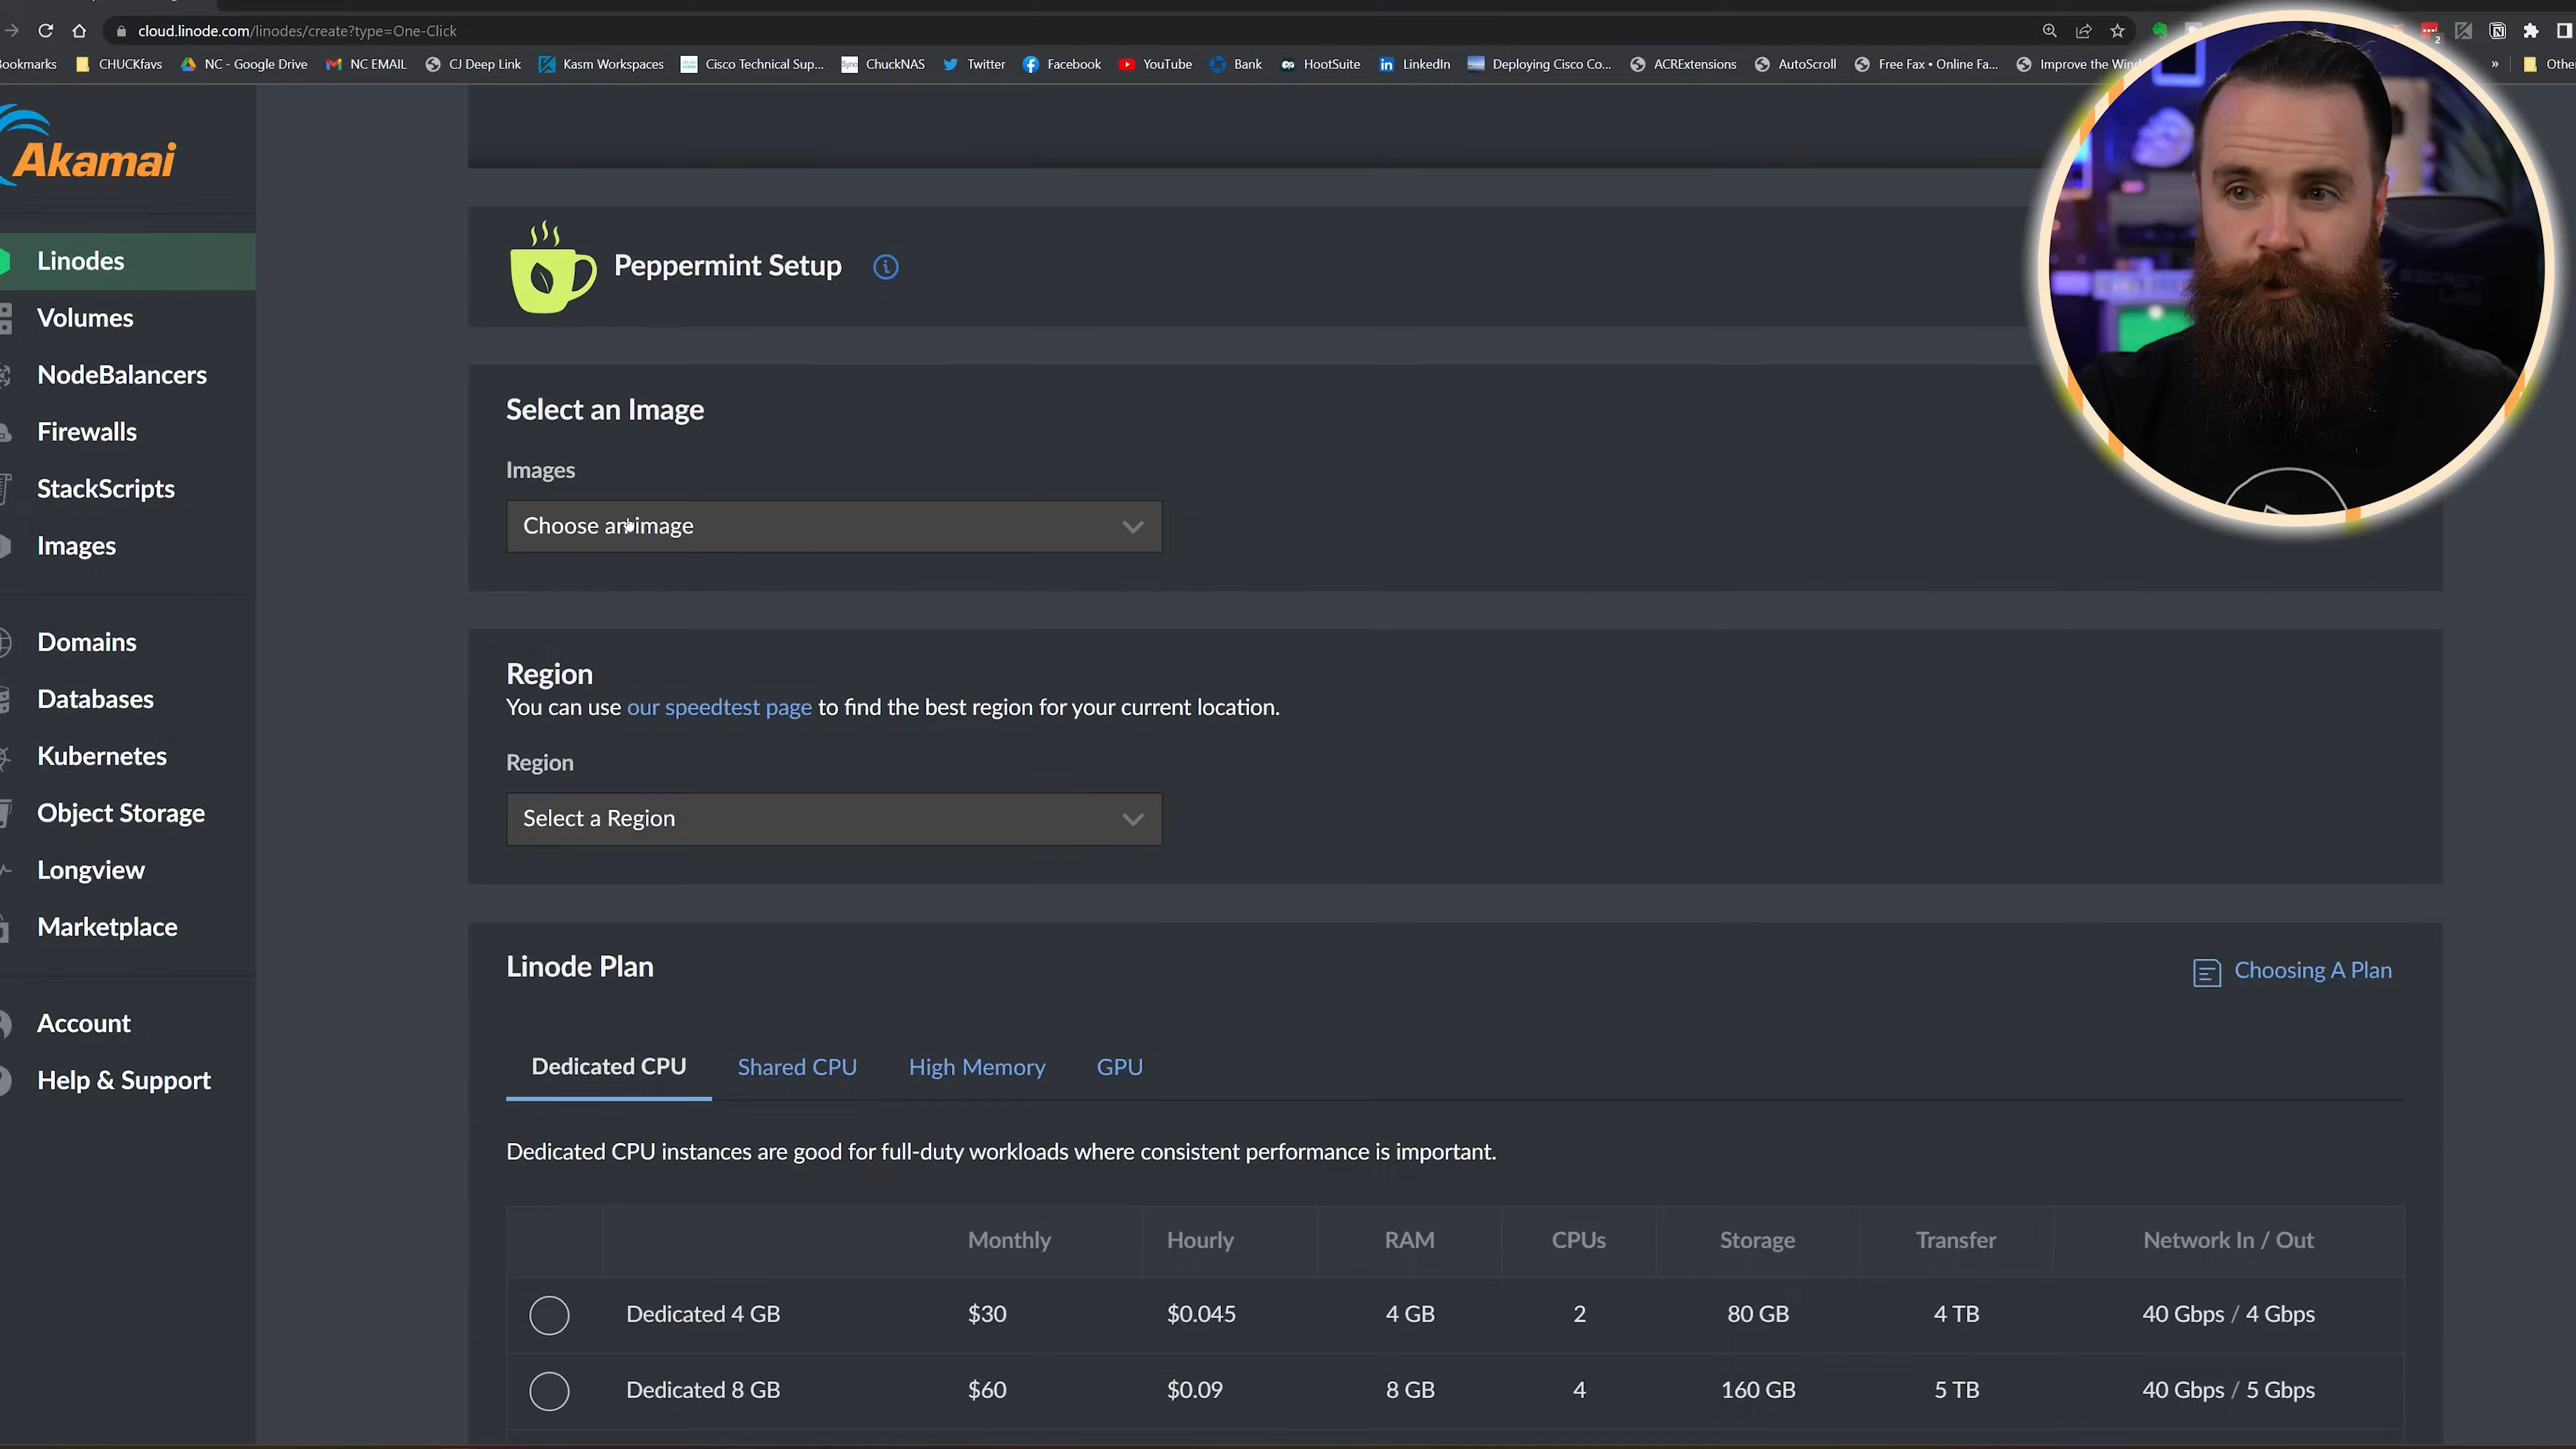 cloud.linode.com/linodes/create?type=One-Click
Bookmarks CHUCKfavs NC - Google Drive NC EMAIL CJ Deep Link Kasm Workspaces Cisco Technical Sup... ChuckNAS Twitter Facebook YouTube Bank HootSuite LinkedIn Deploying Cisco Co... ACRExtensions AutoScroll Free Fax • Online Fa... Improve the Wind » Other
Akamai
Linodes
Volumes
NodeBalancers
Firewalls
StackScripts
Images
Domains
Databases
Kubernetes
Object Storage
Longview
Marketplace
Account
Help & Support
Peppermint Setup
Select an Image
Images
Choose an image
Region
You can use our speedtest page to find the best region for your current location.
Region
Select a Region
Linode Plan
Choosing A Plan
Dedicated CPU Shared CPU High Memory GPU
Dedicated CPU instances are good for full-duty workloads where consistent performance is important.
Monthly Hourly RAM CPUs Storage Transfer Network In / Out
Dedicated 4 GB $30 $0.045 4 GB 2 80 GB 4 TB 40 Gbps / 4 Gbps
Dedicated 8 GB $60 $0.09 8 GB 4 160 GB 5 TB 40 Gbps / 5 Gbps